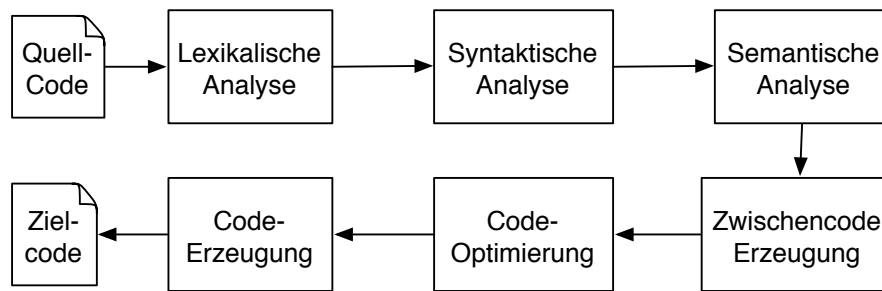 Quell-
Code
Lexikalische
Analyse
Syntaktische
Analyse
Semantische
Analyse
Ziel-
code
Code-
Erzeugung
Code-
Optimierung
Zwischencode
Erzeugung